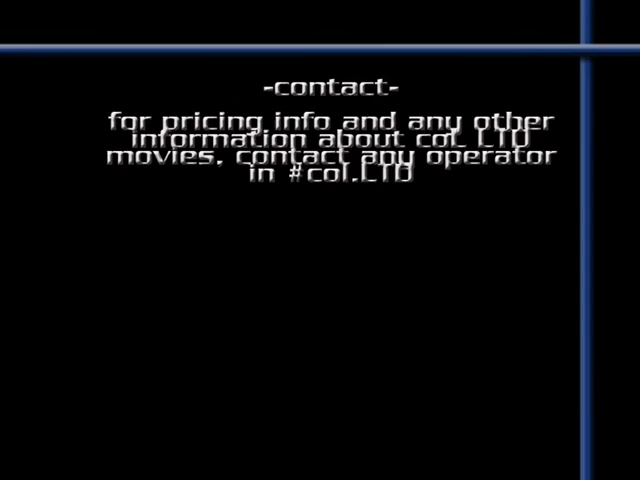 -contact-
for pricing info and any other
information about col LTD
movies, contact any operator
in #col.LTD